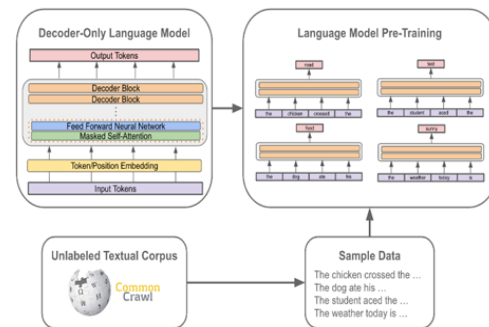 Decoder-Only Language Model
Output Tokens
Decoder Block
Decoder Block
Feed Forward Neural Network
Masked Self-Attention
Token/Position Embedding
Input Tokens
Language Model Pre-Training
road
the chicken crossed the
test
the student aced the
food
the dog ate his
sunny
the weather today is
Unlabeled Textual Corpus
Common
Crawl
Sample Data
The chicken crossed the ...
The dog ate his ...
The student aced the ...
The weather today is ...